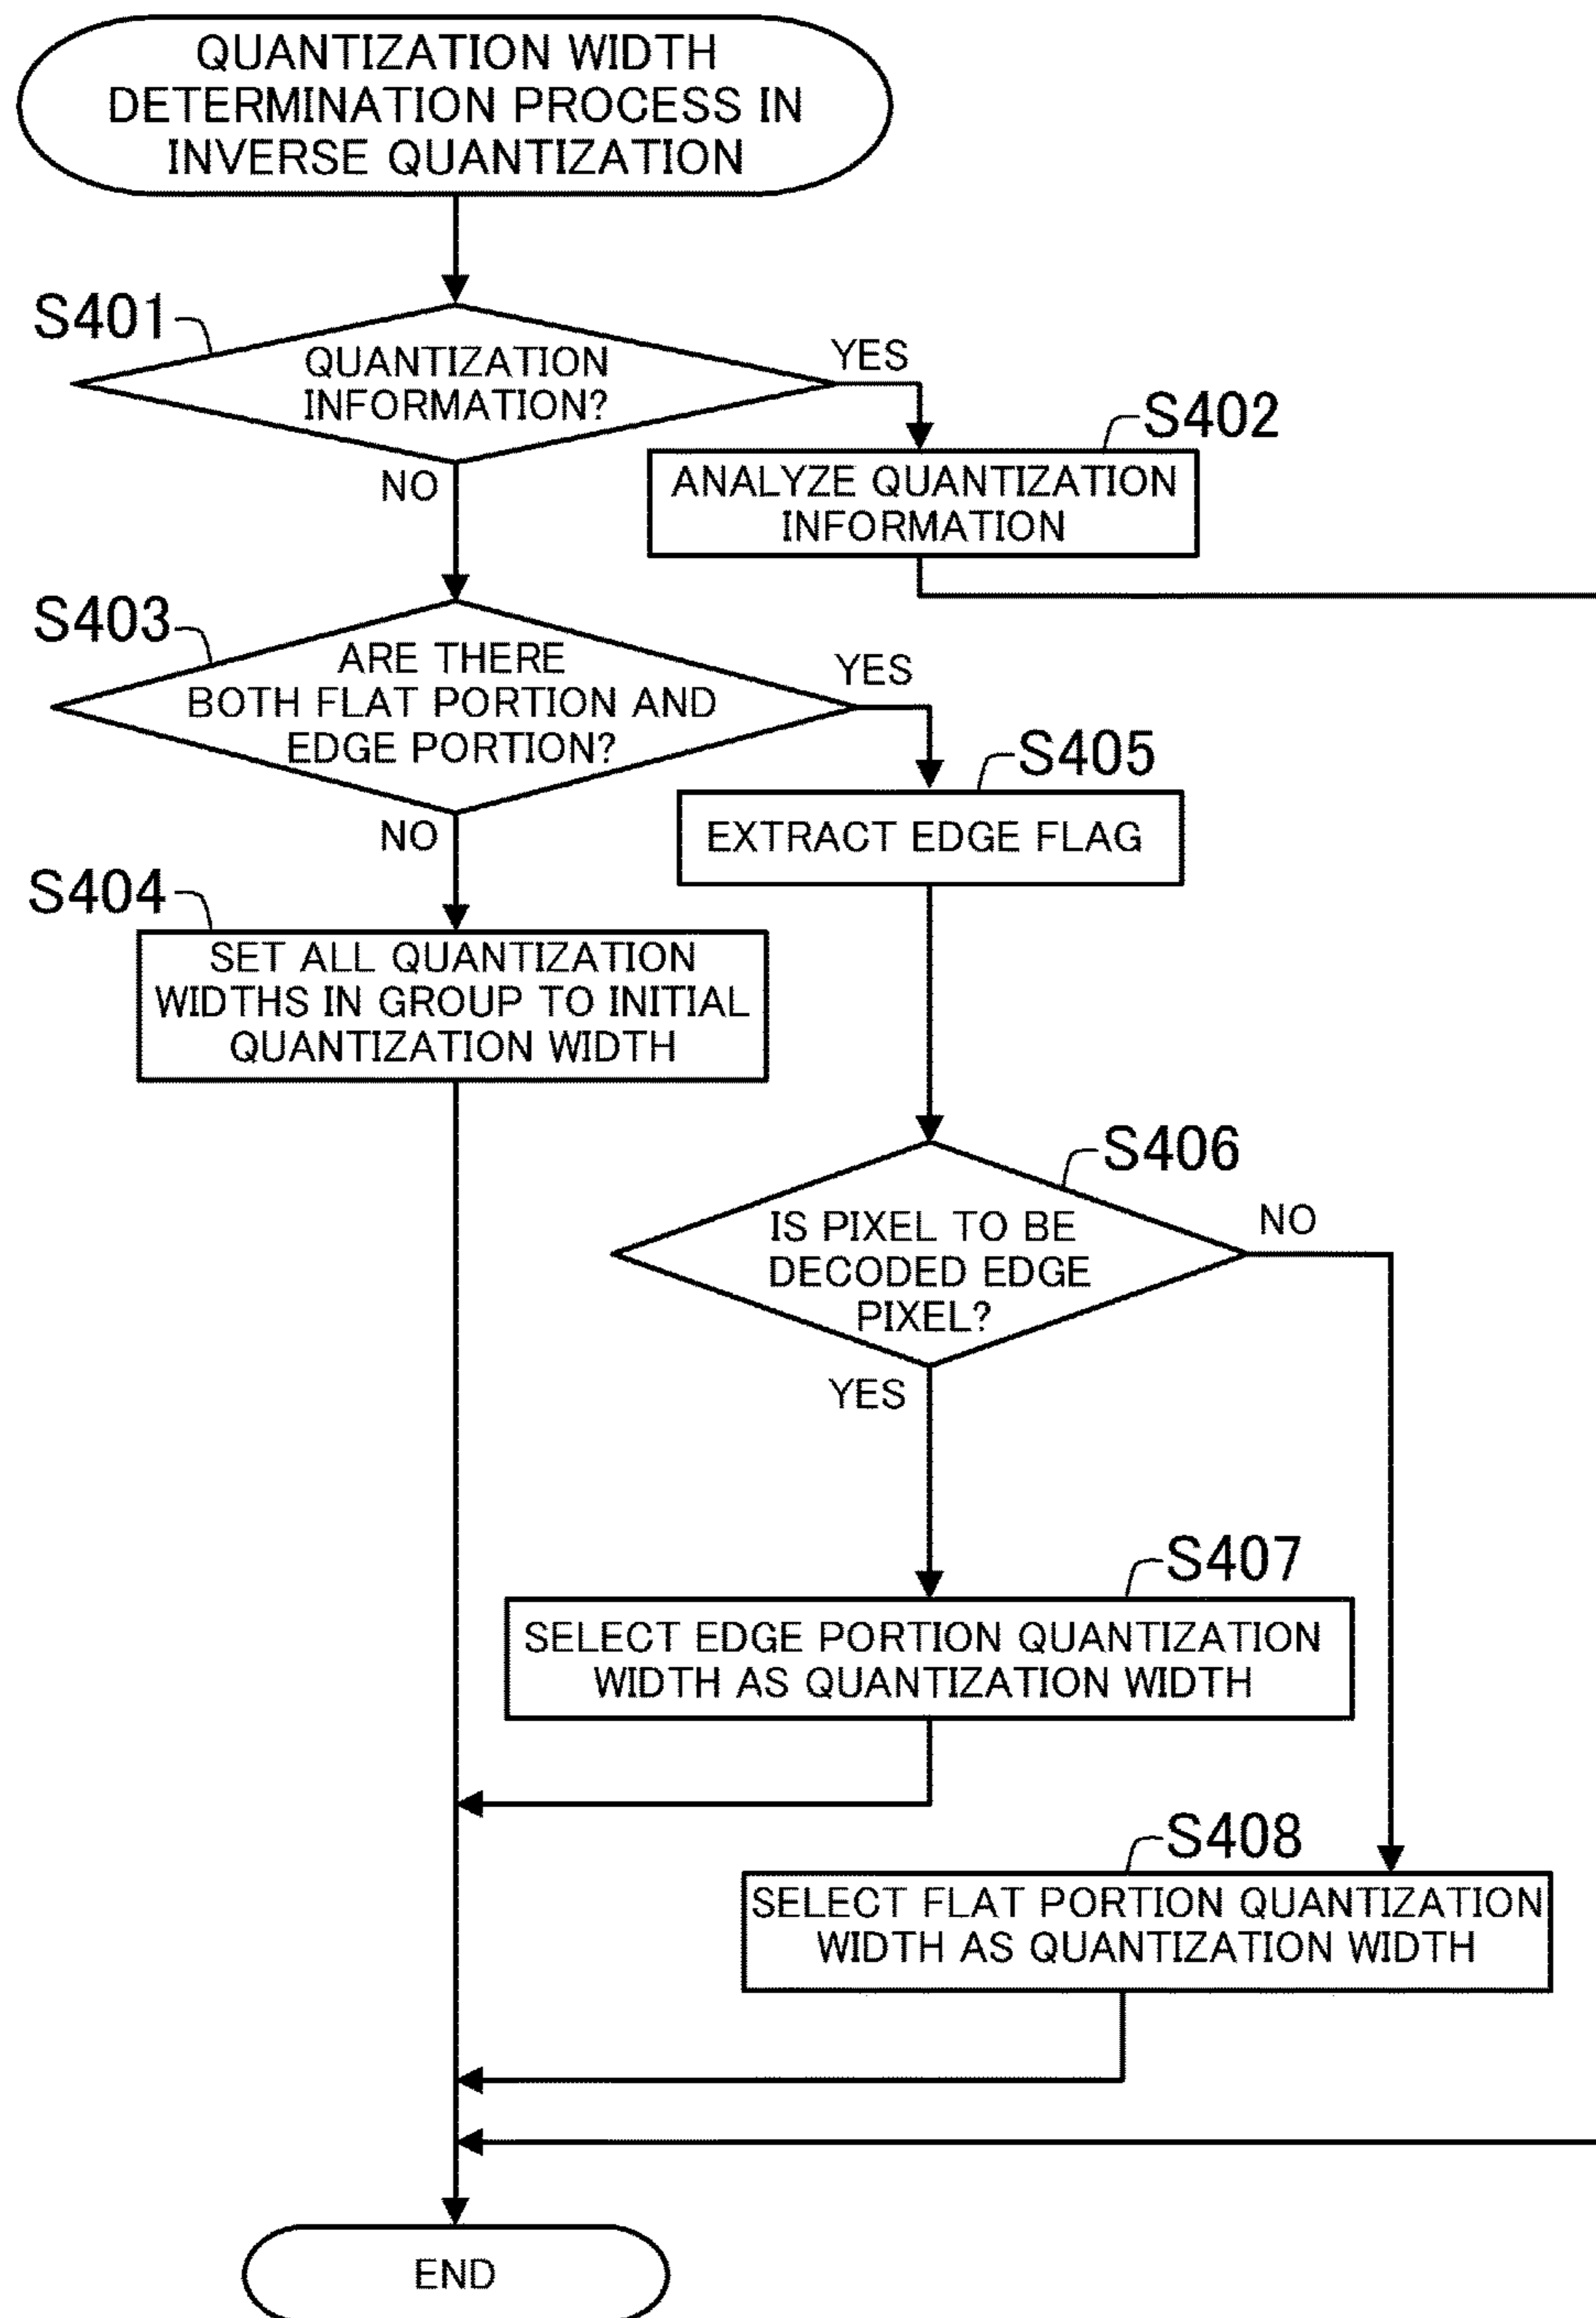 QUANTIZATION WIDTH
DETERMINATION PROCESS IN
INVERSE QUANTIZATION
S401
QUANTIZATION
INFORMATION?
YES
NO
S402
ANALYZE QUANTIZATION
INFORMATION
S403
ARE THERE
BOTH FLAT PORTION AND
EDGE PORTION?
YES
NO
S405
EXTRACT EDGE FLAG
S404
SET ALL QUANTIZATION
WIDTHS IN GROUP TO INITIAL
QUANTIZATION WIDTH
S406
IS PIXEL TO BE
DECODED EDGE
PIXEL?
NO
YES
S407
SELECT EDGE PORTION QUANTIZATION
WIDTH AS QUANTIZATION WIDTH
S408
SELECT FLAT PORTION QUANTIZATION
WIDTH AS QUANTIZATION WIDTH
END